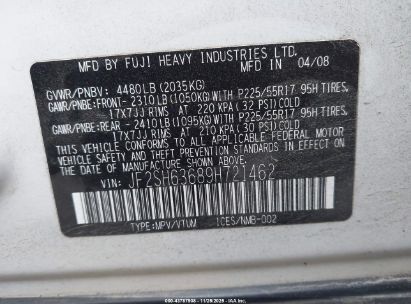 MFD BY FUJI HEAVY INDUSTRIES LTD.
MFD. IN 04/08
GVWR/PNBV: 4480LB (2035KG)
GAWR/PNBE: FRONT- 2310LB (1050KG) WITH P225/55R17 95H TIRES,
17X7JJ RIMS AT 220 KPA (32 PSI) COLD
GAWR/PNBE: REAR- 2410LB (1095KG) WITH P225/55R17 95H TIRES,
17X7JJ RIMS AT 210 KPA (30 PSI) COLD
THIS VEHICLE CONFORMS TO ALL APPLICABLE
SAFETY AND THEFT PREVENTION STANDARDS IN EFFECT ON THE
DATE OF MANUFACTURE SHOWN ABOVE.
VIN: JF2SH63689H721462
TYPE:MPV/VTUM ICES/NMB-002
11/25/2025